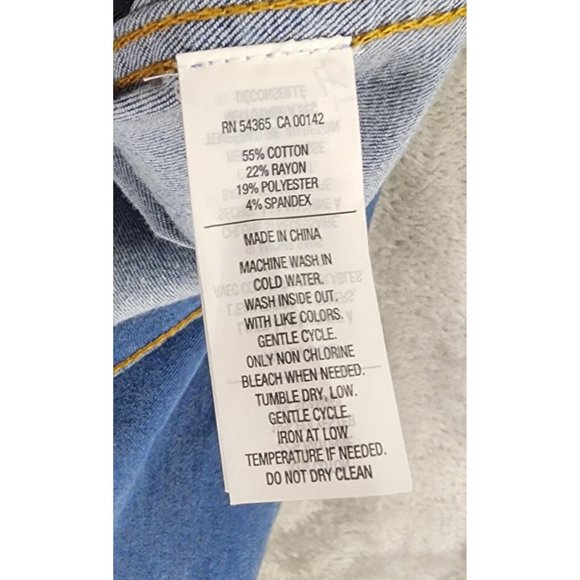 RN 54365 CA 00142
55% COTTON
22% RAYON
19% POLYESTER
4% SPANDEX
MADE IN CHINA
MACHINE WASH IN
COLD WATER.
WASH INSIDE OUT.
WITH LIKE COLORS.
GENTLE CYCLE.
ONLY NON CHLORINE
BLEACH WHEN NEEDED.
TUMBLE DRY, LOW.
GENTLE CYCLE.
IRON AT LOW
TEMPERATURE IF NEEDED.
DO NOT DRY CLEAN